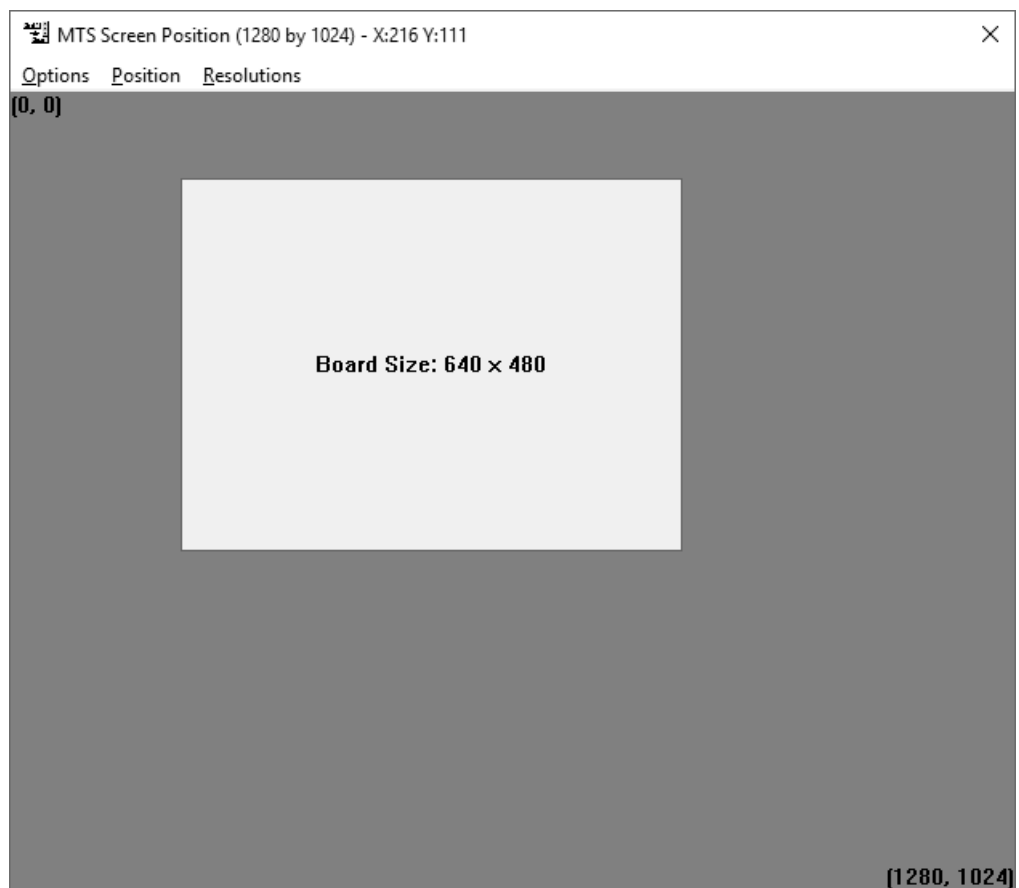 MTS Screen Position (1280 by 1024) - X:216 Y:111
Options Position Resolutions
(0, 0)
Board Size: 640 × 480
(1280, 1024)